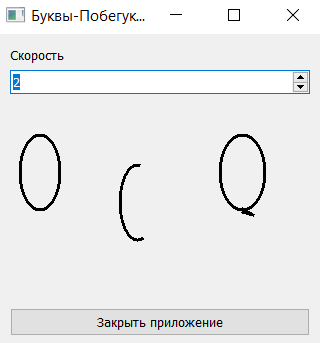 Буквы-Побегук...
Скорость
2
O C Q
Закрыть приложение